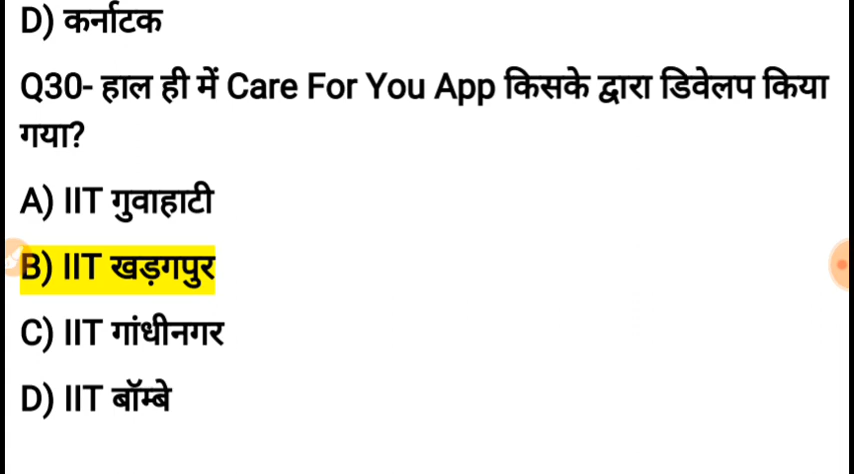 D) कर्नाटक
Q30- हाल ही में Care For You App किसके द्वारा डिवेलप किया
गया?
A) IIT गुवाहाटी
B) IIT खड़गपुर
C) IIT गांधीनगर
D) IIT बॉम्बे